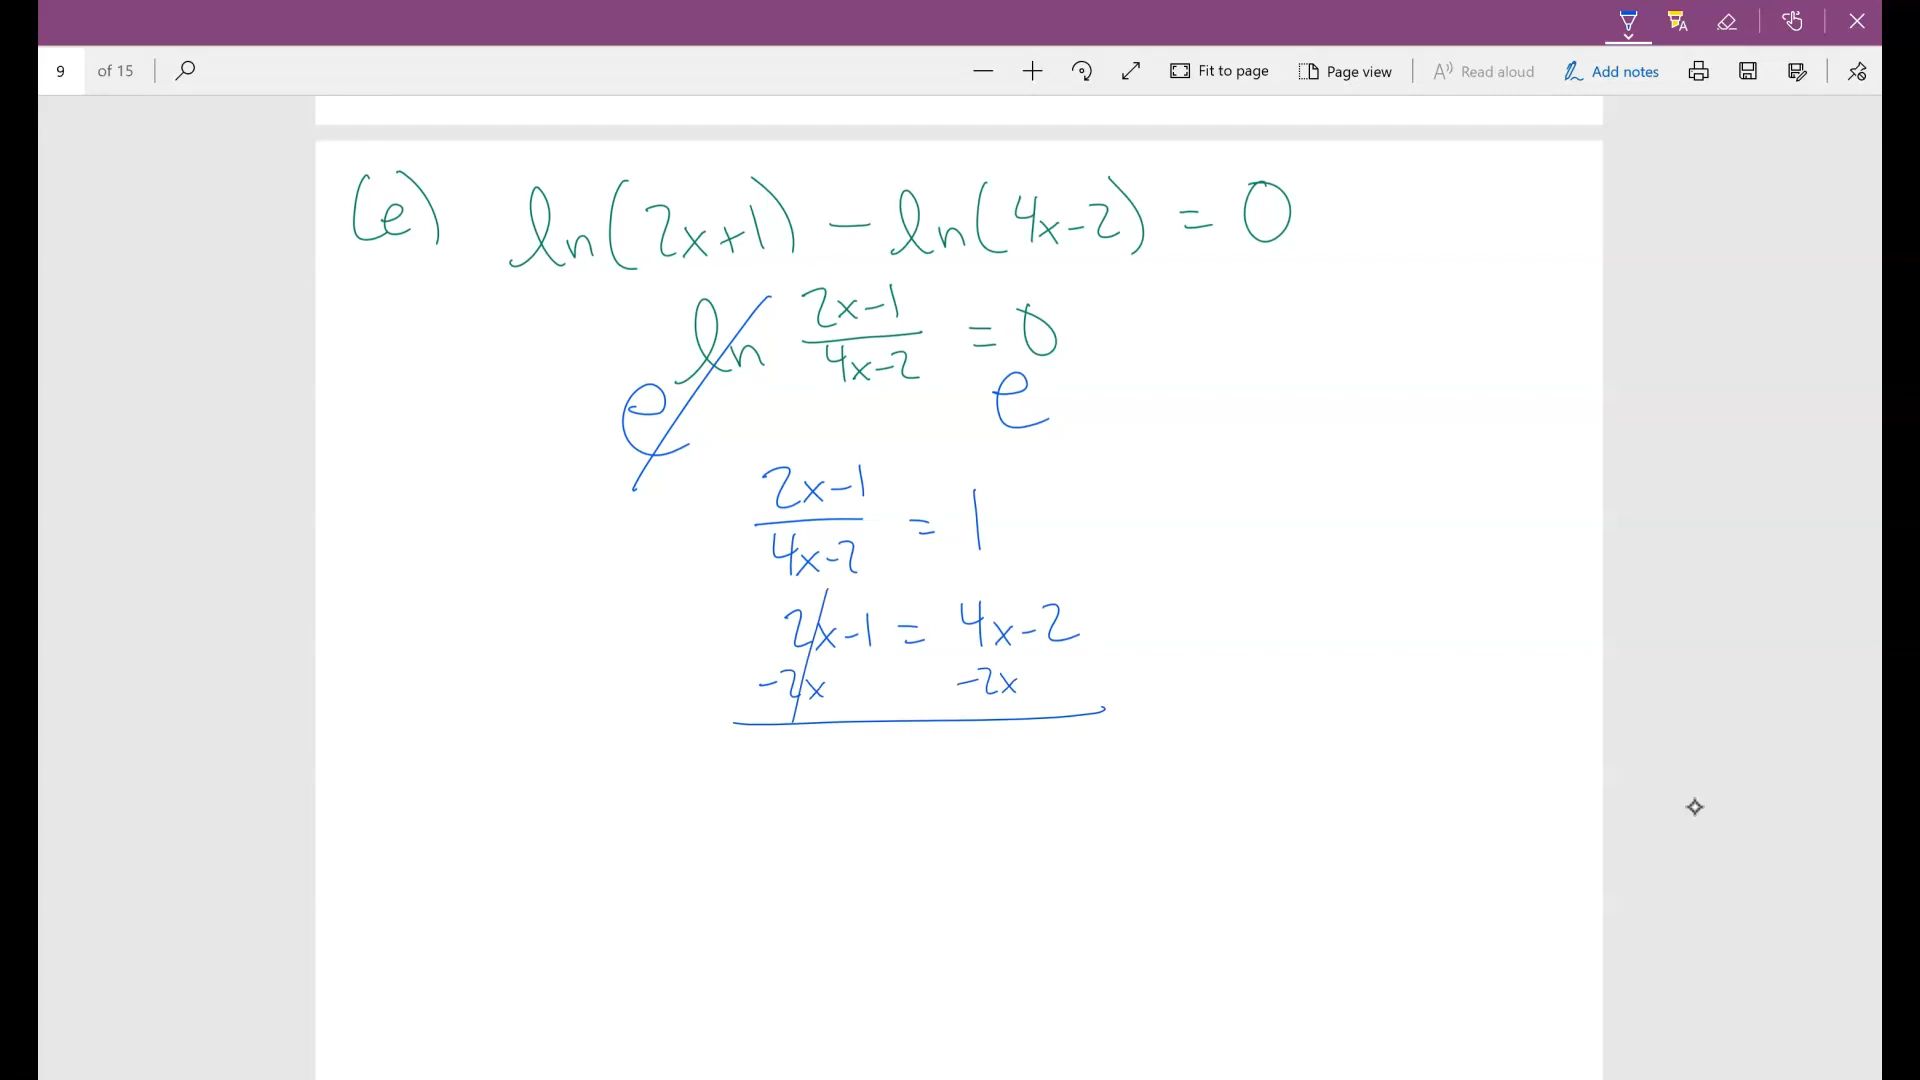 9 of 15 Fit to page Page view Read aloud Add notes
(e) ln(2x+1) - ln(4x-2) = 0
ln 2x-1/4x-2 = 0
e e
2x-1/4x-2 = 1
2x-1 = 4x-2
-2x -2x